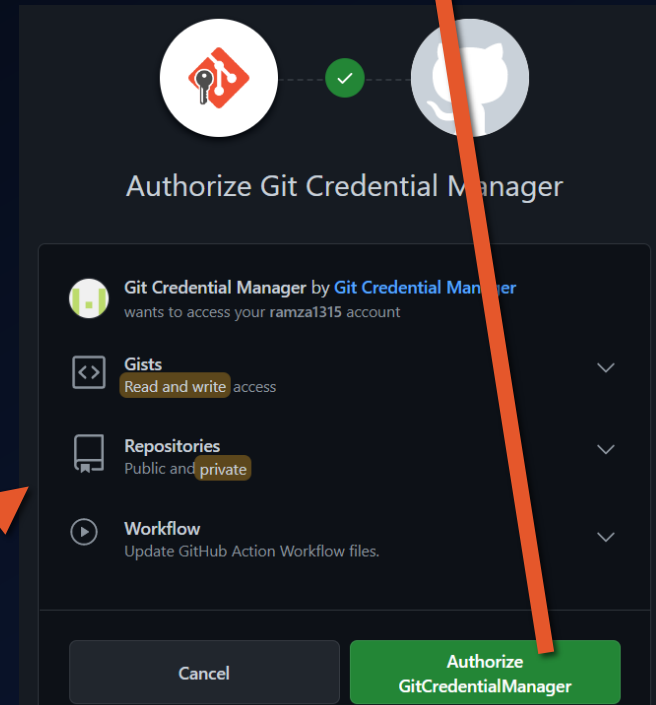 Authorize Git Credential Manager
Git Credential Manager by Git Credential Manager
wants to access your ramza1315 account
Gists
Read and write access
Repositories
Public and private
Workflow
Update GitHub Action Workflow files.
Cancel
Authorize
GitCredentialManager